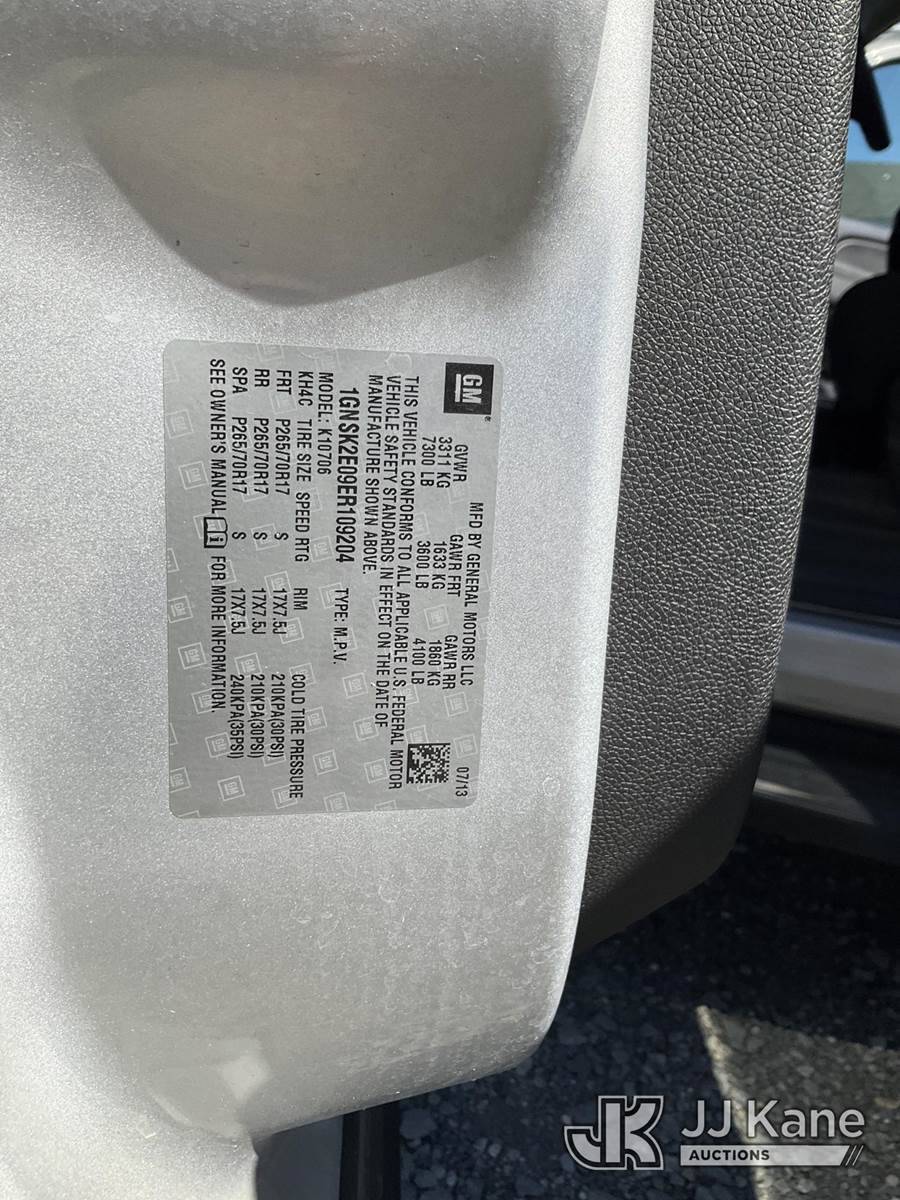 GM
MFD BY GENERAL MOTORS LLC 07/13
GVWR GAWR FRT GAWR RR
3311 KG 1633 KG 1860 KG
7300 LB 3600 LB 4100 LB
THIS VEHICLE CONFORMS TO ALL APPLICABLE U.S. FEDERAL MOTOR
VEHICLE SAFETY STANDARDS IN EFFECT ON THE DATE OF
MANUFACTURE SHOWN ABOVE.
1GNSK2E09ER109204 TYPE: M.P.V.
MODEL: K10706
KH4C TIRE SIZE SPEED RTG RIM COLD TIRE PRESSURE
FRT P265/70R17 S 17X7.5J 210KPA(30PSI)
RR P265/70R17 S 17X7.5J 210KPA(30PSI)
SPA P265/70R17 S 17X7.5J 240KPA(35PSI)
SEE OWNER'S MANUAL FOR MORE INFORMATION
JK JJ Kane
AUCTIONS